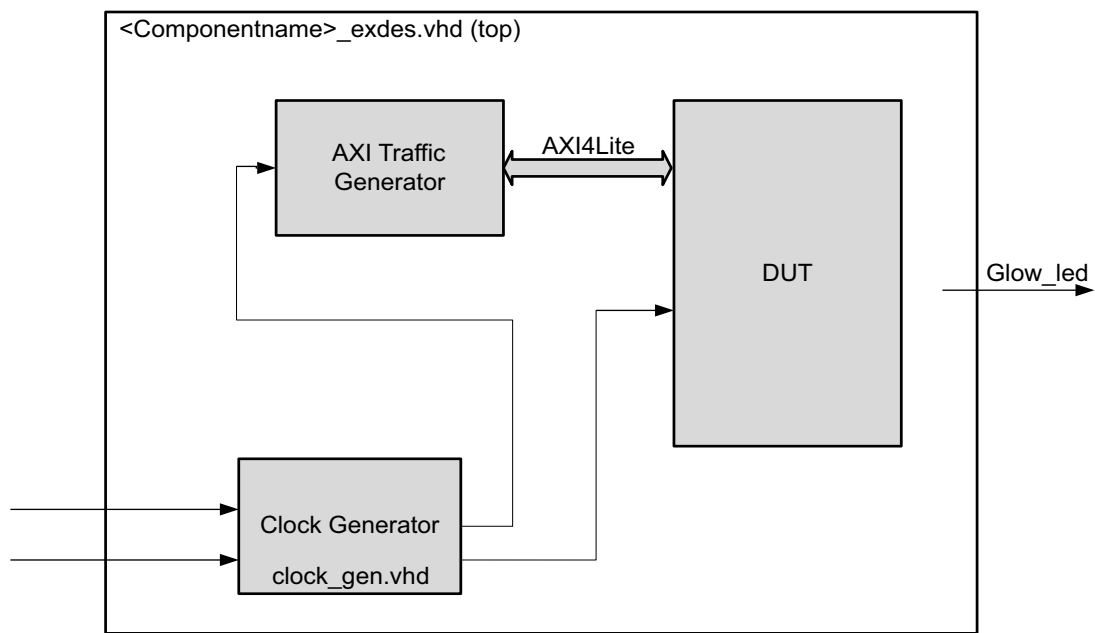 <Componentname>_exdes.vhd (top)
AXI Traffic
Generator
AXI4Lite
DUT
Glow_led
Clock Generator
clock_gen.vhd